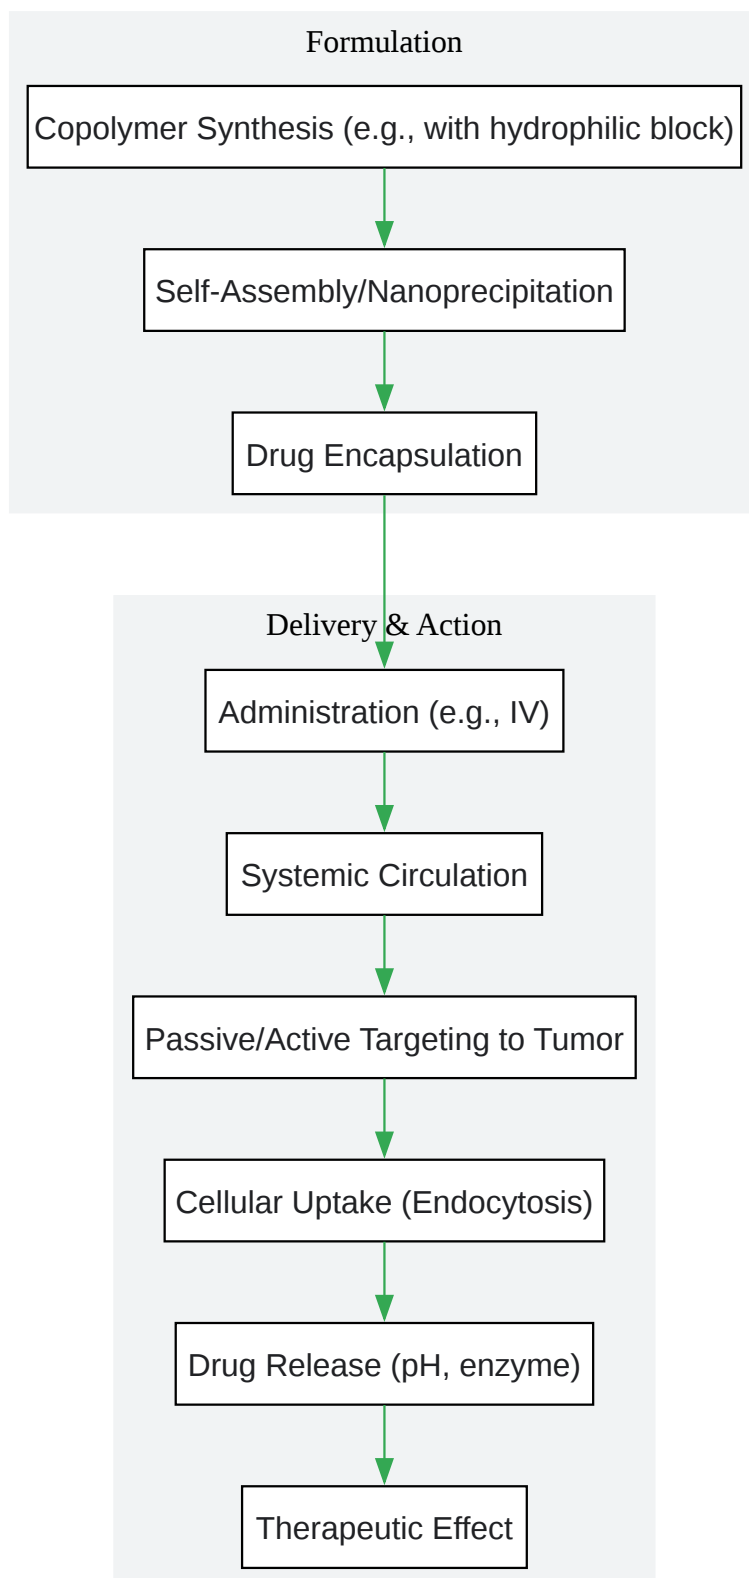 Formulation
Copolymer Synthesis (e.g., with hydrophilic block)
Self-Assembly/Nanoprecipitation
Drug Encapsulation
Delivery & Action
Administration (e.g., IV)
Systemic Circulation
Passive/Active Targeting to Tumor
Cellular Uptake (Endocytosis)
Drug Release (pH, enzyme)
Therapeutic Effect